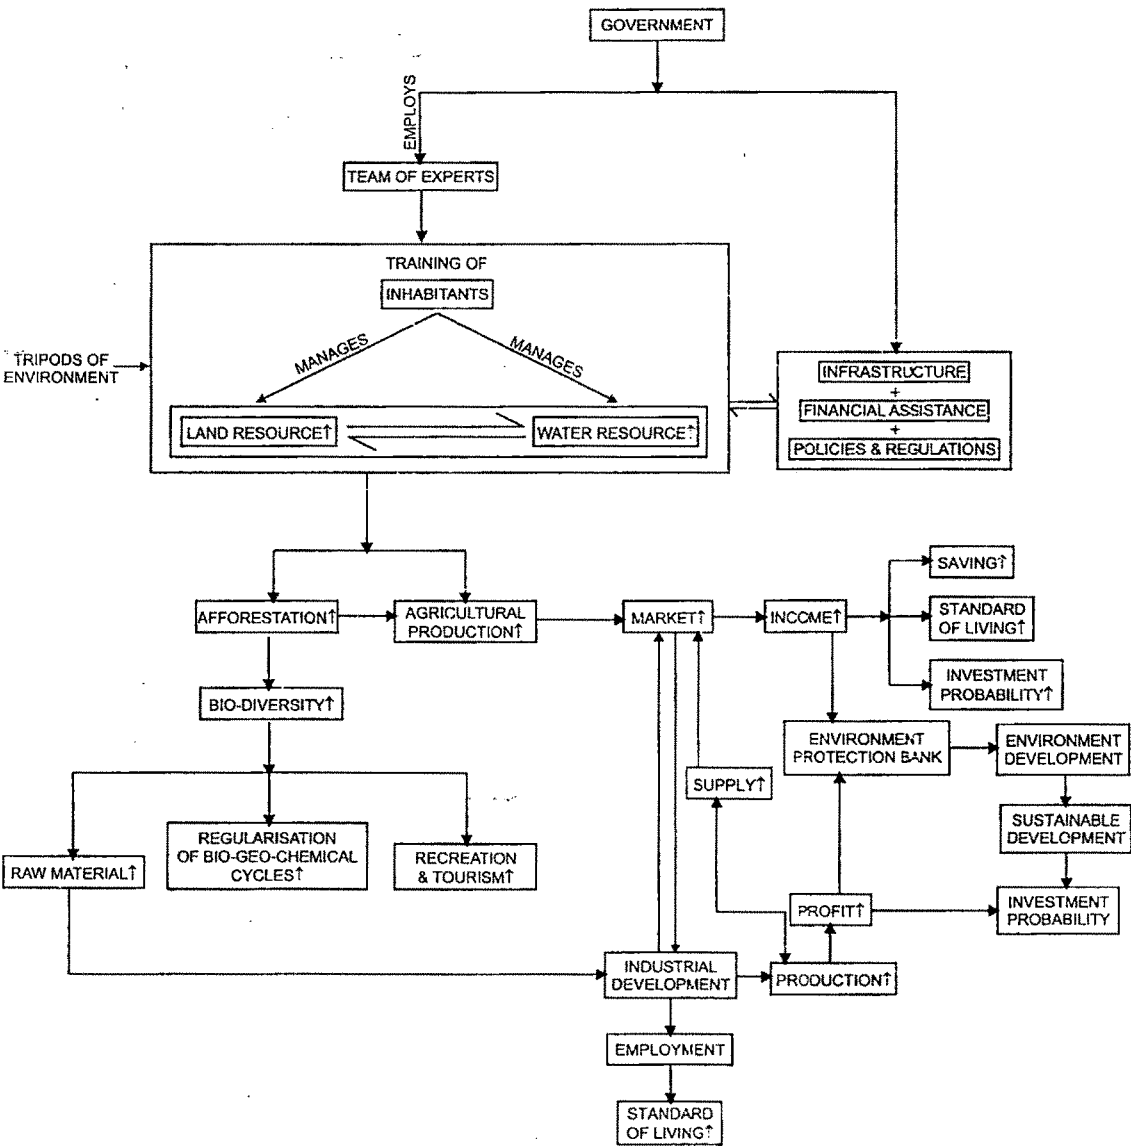 GOVERNMENT
EMPLOYS
TEAM OF EXPERTS
TRAINING OF
INHABITANTS
MANAGES
MANAGES
TRIPODS OF
ENVIRONMENT
LAND RESOURCE↑
WATER RESOURCE↑
INFRASTRUCTURE
+
FINANCIAL ASSISTANCE
+
POLICIES & REGULATIONS
AFFORESTATION↑
AGRICULTURAL
PRODUCTION↑
MARKET↑
INCOME↑
SAVING↑
STANDARD
OF LIVING↑
INVESTMENT
PROBABILITY↑
BIO-DIVERSITY↑
ENVIRONMENT
PROTECTION BANK
ENVIRONMENT
DEVELOPMENT
SUPPLY↑
SUSTAINABLE
DEVELOPMENT
RAW MATERIAL↑
REGULARISATION
OF BIO-GEO-CHEMICAL
CYCLES↑
RECREATION
& TOURISM↑
PROFIT↑
INVESTMENT
PROBABILITY
INDUSTRIAL
DEVELOPMENT
PRODUCTION↑
EMPLOYMENT
STANDARD
OF LIVING↑